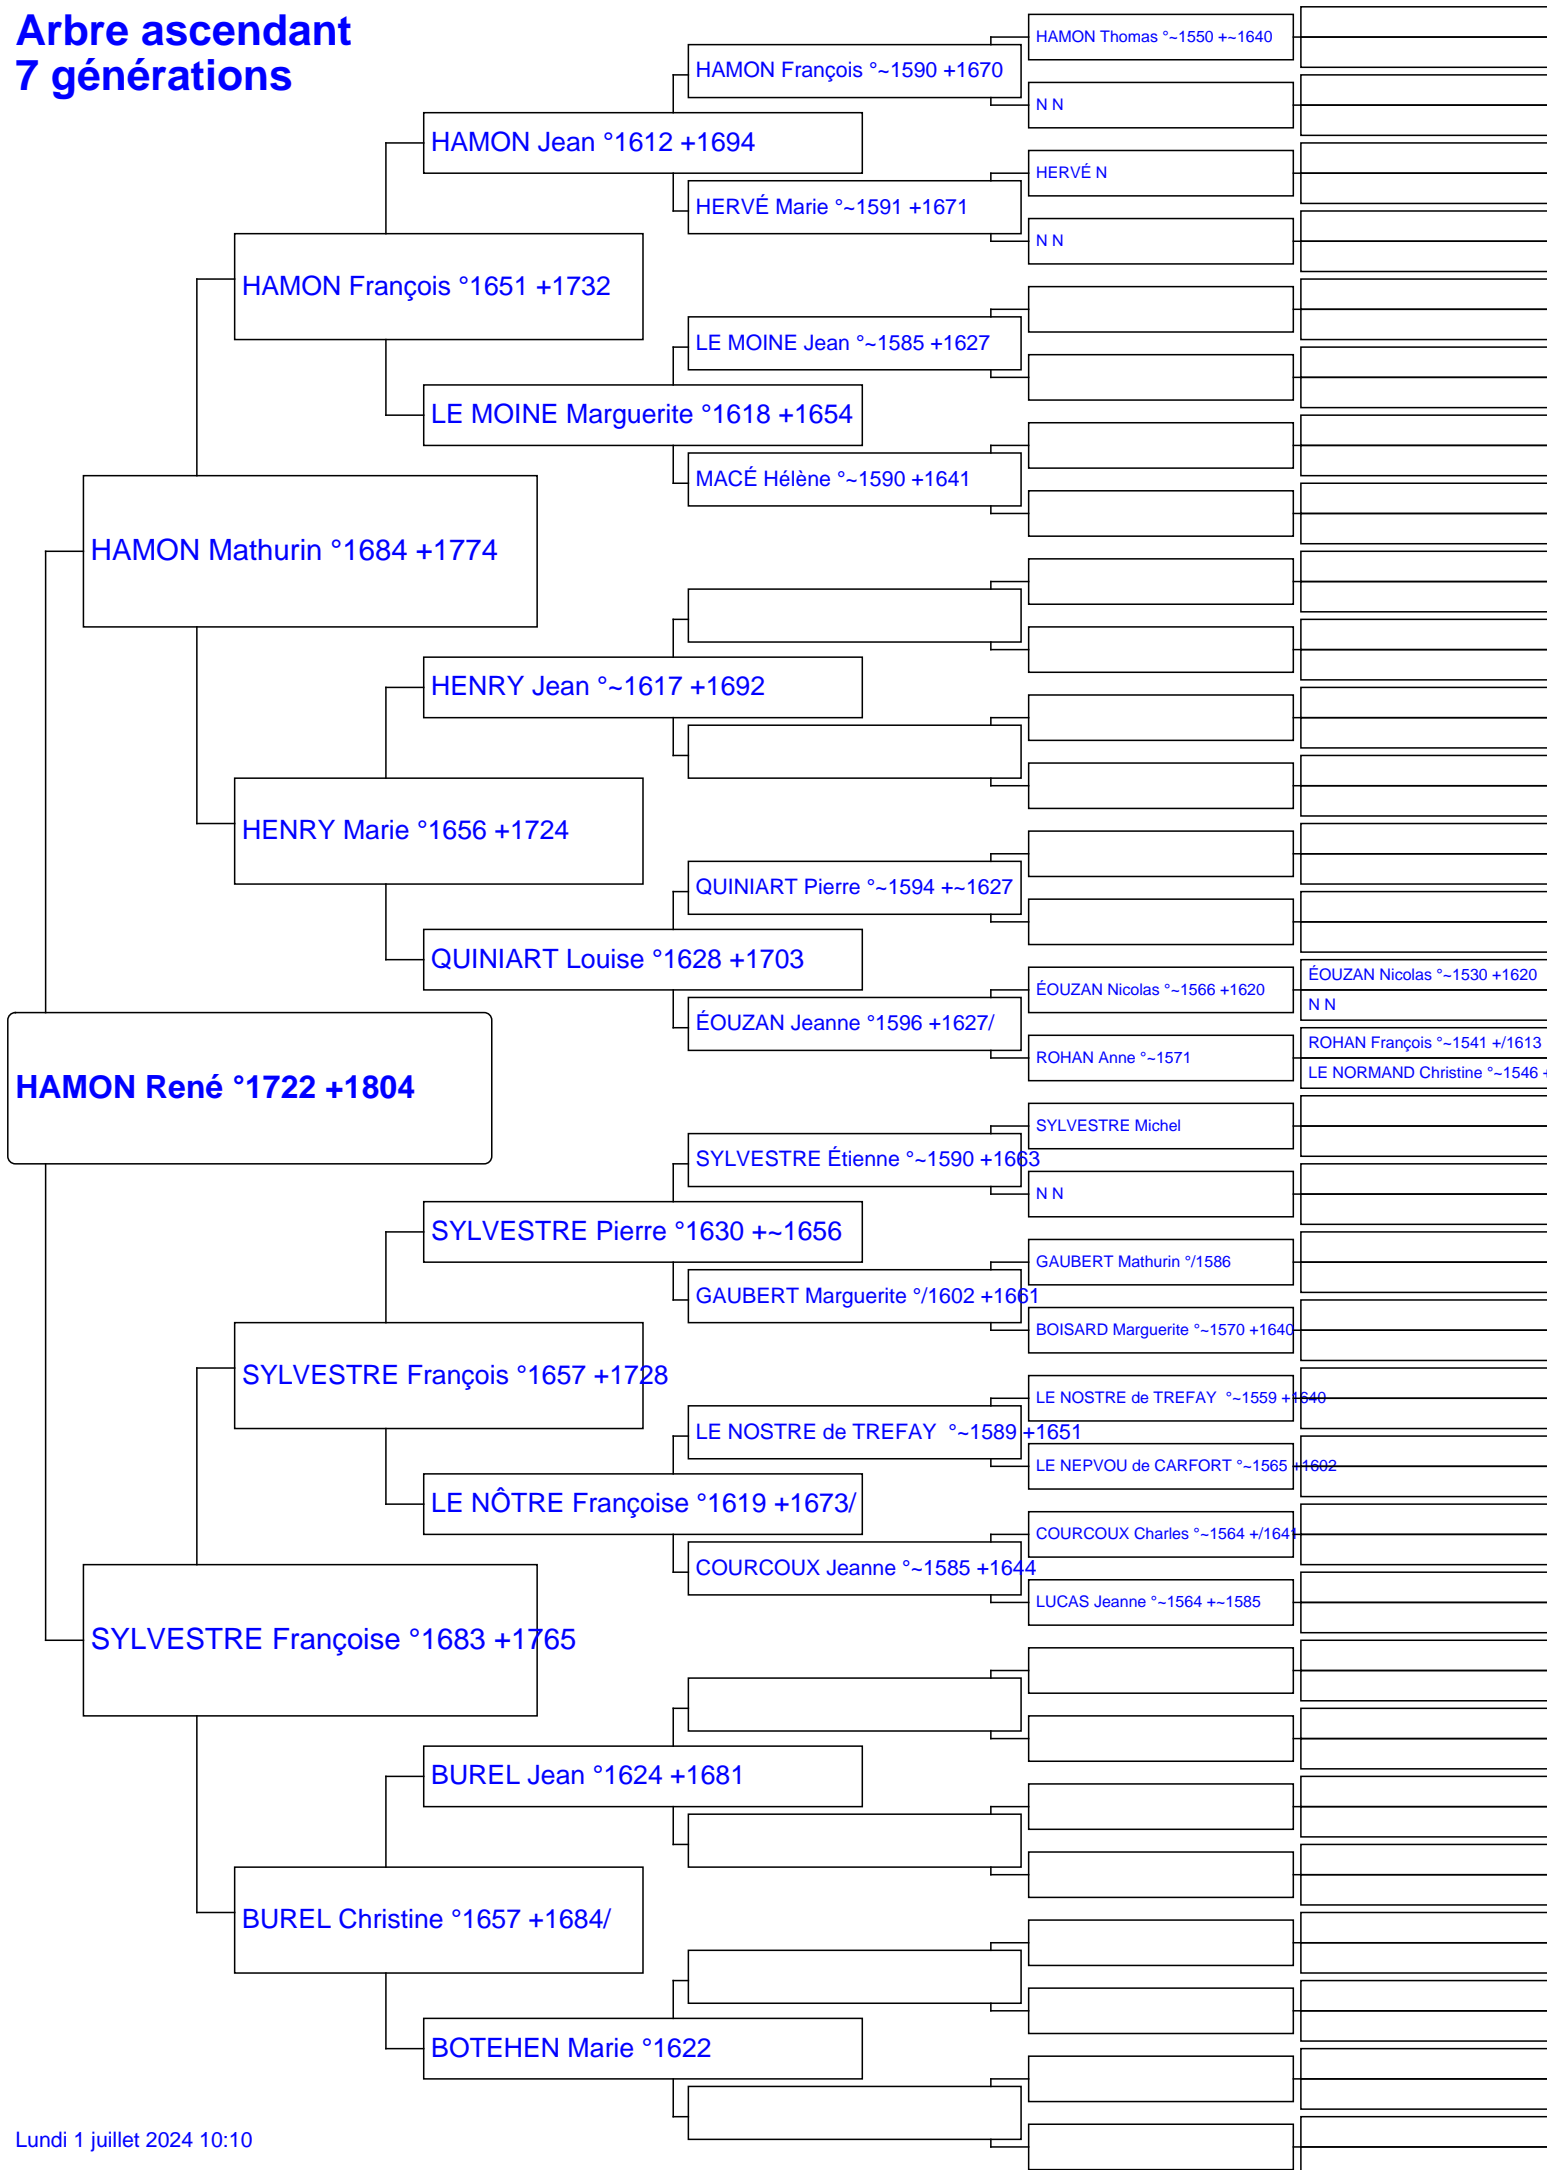 Arbre ascendant
7 générations
HAMON Thomas °~1550 +~1640
HAMON François °~1590 +1670
N N
HAMON Jean °1612 +1694
HERVÉ N
HERVÉ Marie °~1591 +1671
N N
HAMON François °1651 +1732
LE MOINE Jean °~1585 +1627
LE MOINE Marguerite °1618 +1654
MACÉ Hélène °~1590 +1641
HAMON Mathurin °1684 +1774
HENRY Jean °~1617 +1692
HENRY Marie °1656 +1724
QUINIART Pierre °~1594 +~1627
QUINIART Louise °1628 +1703
ÉOUZAN Nicolas °~1530 +1620
ÉOUZAN Nicolas °~1566 +1620
N N
ÉOUZAN Jeanne °1596 +1627/
ROHAN François °~1541 +/1613
ROHAN Anne °~1571
LE NORMAND Christine °~1546 +
HAMON René °1722 +1804
SYLVESTRE Michel
SYLVESTRE Étienne °~1590 +1663
N N
SYLVESTRE Pierre °1630 +~1656
GAUBERT Mathurin °/1586
GAUBERT Marguerite °/1602 +1661
BOISARD Marguerite °~1570 +1640
SYLVESTRE François °1657 +1728
LE NOSTRE de TREFAY °~1559 +1640
LE NOSTRE de TREFAY °~1589 +1651
LE NEPVOU de CARFORT °~1565 +1602
LE NÔTRE Françoise °1619 +1673/
COURCOUX Charles °~1564 +/1641
COURCOUX Jeanne °~1585 +1644
LUCAS Jeanne °~1564 +~1585
SYLVESTRE Françoise °1683 +1765
BUREL Jean °1624 +1681
BUREL Christine °1657 +1684/
BOTEHEN Marie °1622
Lundi 1 juillet 2024 10:10